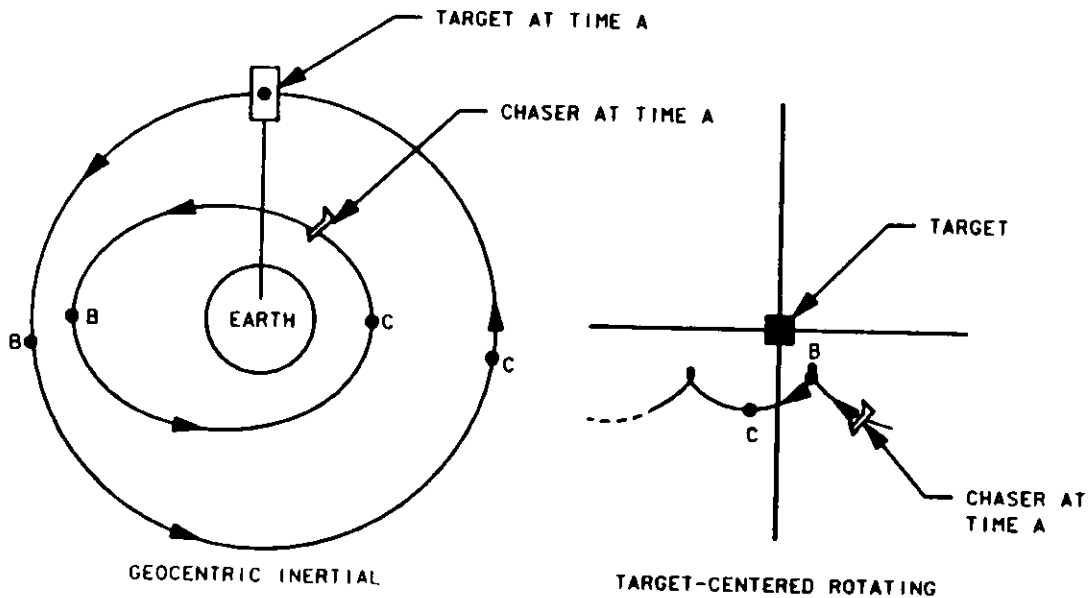 TARGET AT TIME A
CHASER AT TIME A
EARTH
B
B
C
C
GEOCENTRIC INERTIAL
TARGET
B
C
CHASER AT
TIME A
TARGET-CENTERED ROTATING